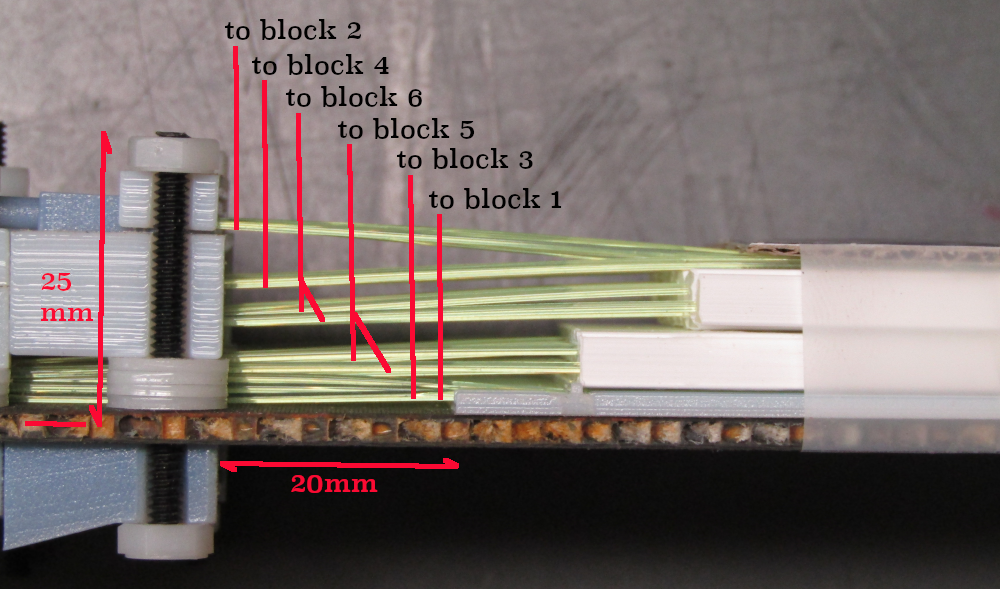 to block 2
to block 4
to block 6
to block 5
to block 3
to block 1
25
mm
20mm